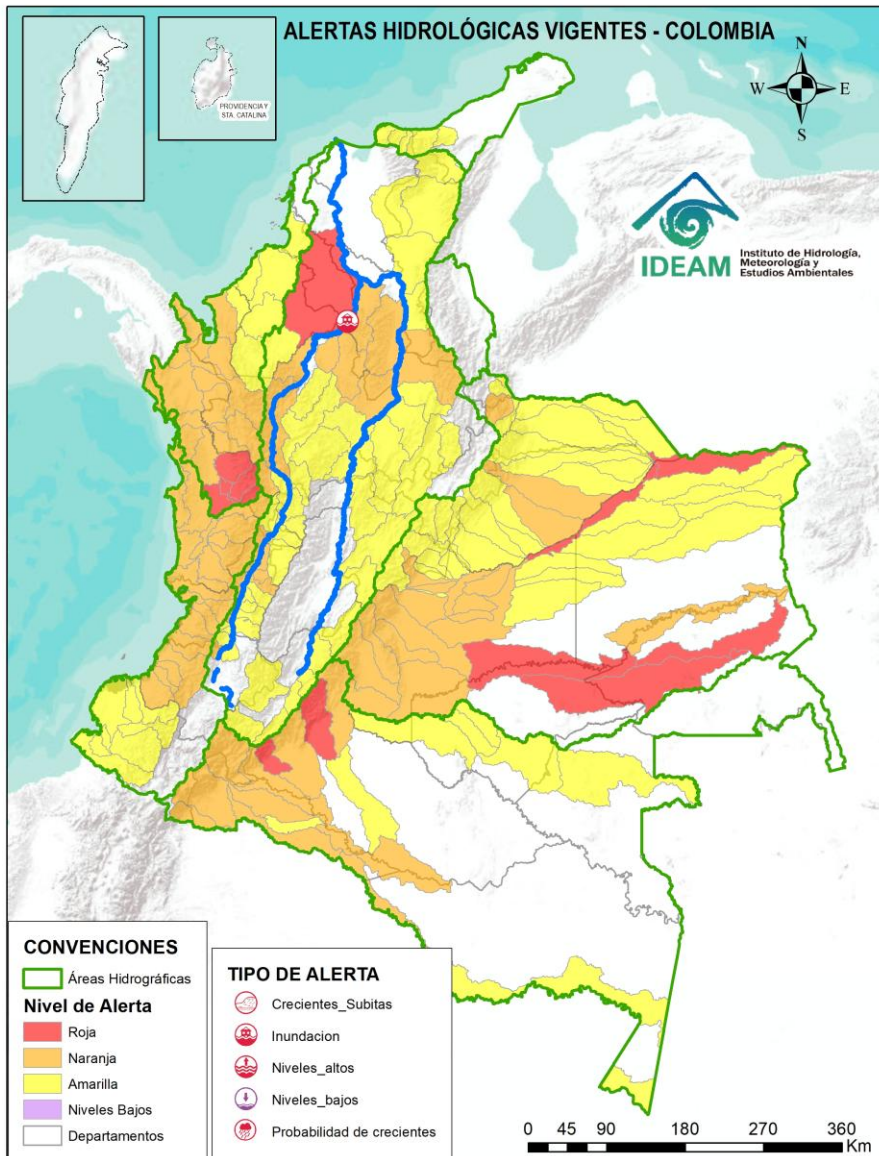 ALERTAS HIDROLÓGICAS VIGENTES - COLOMBIA
PROVIDENCIA Y
STA. CATALINA
N
W
E
S
IDEAM
Instituto de Hidrología,
Meteorología y
Estudios Ambientales
CONVENCIONES
Áreas Hidrográficas
Nivel de Alerta
Roja
Naranja
Amarilla
Niveles Bajos
Departamentos
TIPO DE ALERTA
Crecientes_Subitas
Inundacion
Niveles_altos
Niveles_bajos
Probabilidad de crecientes
0 45 90 180 270 360
Km